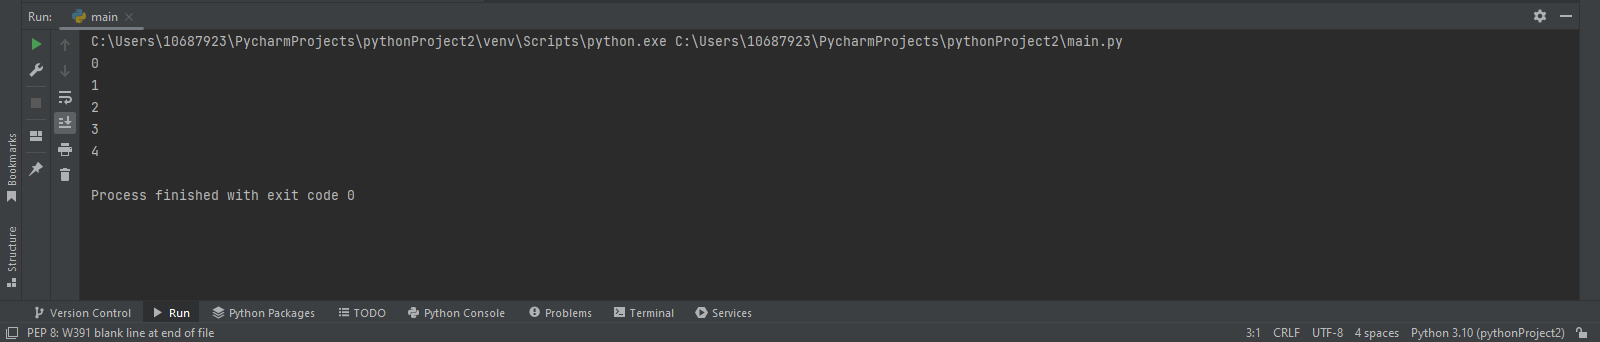 Run: main
C:\Users\10687923\PycharmProjects\pythonProject2\venv\Scripts\python.exe C:\Users\10687923\PycharmProjects\pythonProject2\main.py
0
1
2
3
4
Process finished with exit code 0
Bookmarks
Structure
Version Control Run Python Packages TODO Python Console Problems Terminal Services
PEP 8: W391 blank line at end of file 3:1 CRLF UTF-8 4 spaces Python 3.10 (pythonProject2)